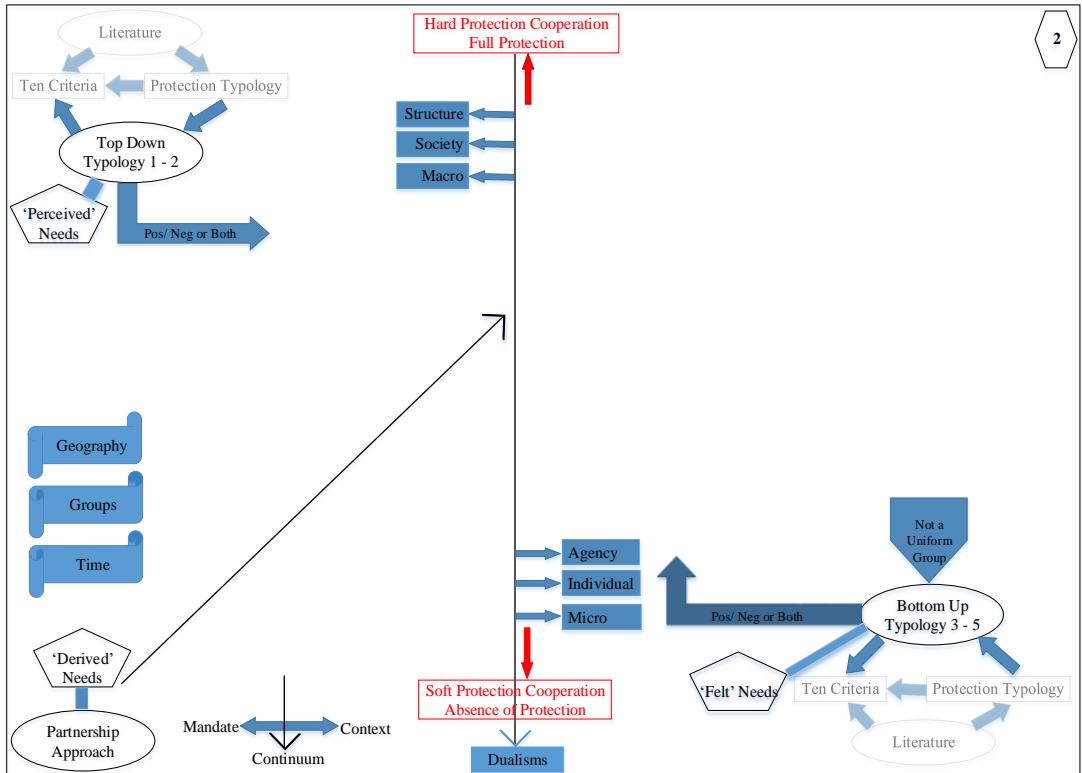 Hard Protection Cooperation
Full Protection
2
Literature
Ten Criteria
Protection Typology
Structure
Society
Macro
Top Down
Typology 1 - 2
'Perceived'
Needs
Pos/ Neg or Both
Geography
Groups
Time
Not a
Uniform
Group
Agency
Individual
Micro
Pos/ Neg or Both
Bottom Up
Typology 3 - 5
'Derived'
Needs
'Felt' Needs
Ten Criteria
Protection Typology
Literature
Soft Protection Cooperation
Absence of Protection
Partnership
Approach
Mandate
Context
Continuum
Dualisms